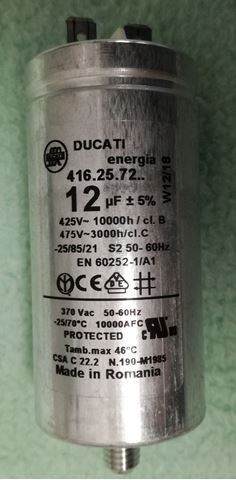 DUCATI
energia
416.25.72..
W12/18
12 µF ± 5%
425V~ 10000h / cl. B
475V~3000h/cl.C
-25/85/21 S2 50- 60Hz
EN 60252-1/A1
CE
370 Vac 50-60Hz
-25/70°C 10000AFC
PROTECTED
Tamb.max 46°C
CSA C 22.2 N.190-M1985
Made in Romania